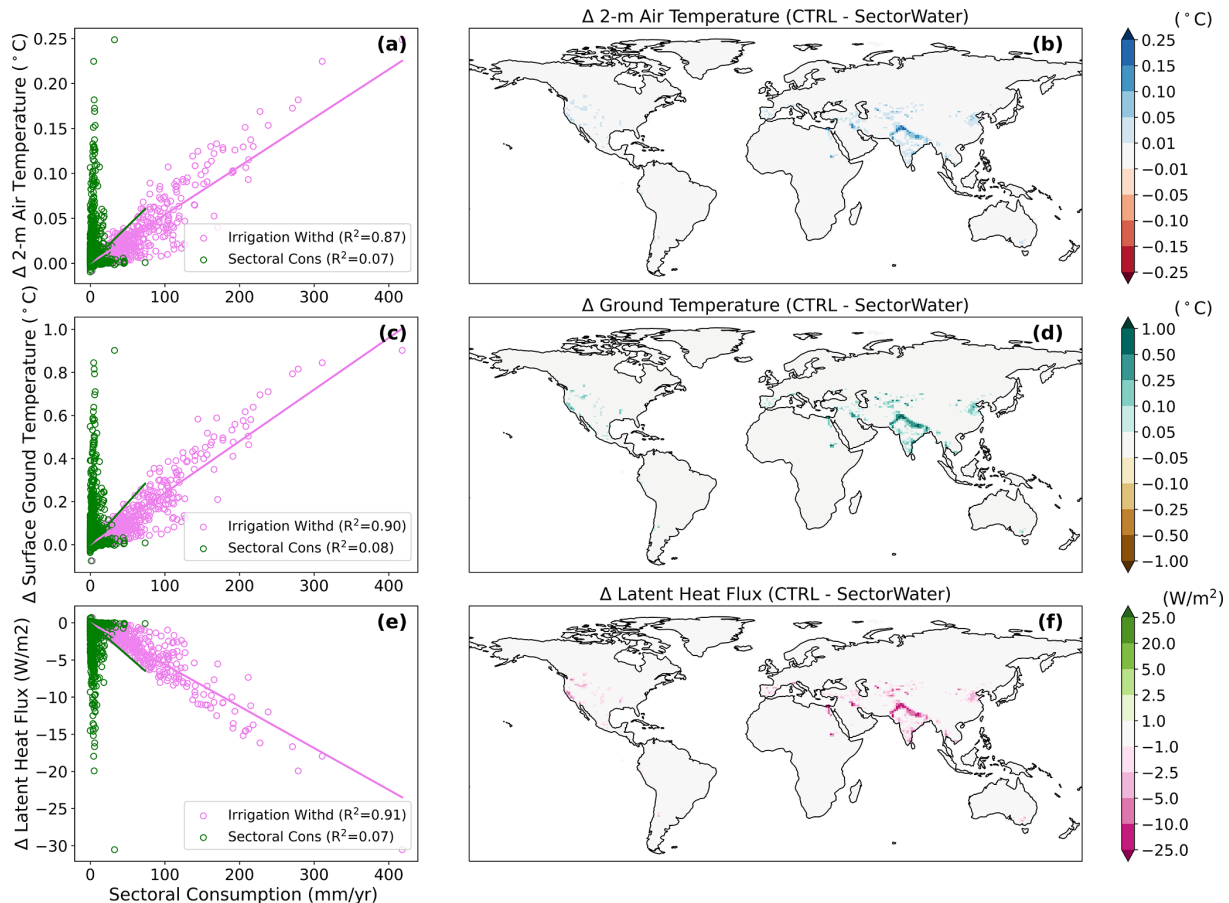 Δ 2-m Air Temperature (CTRL - SectorWater)
(°C)
(a)
(b)
Δ 2-m Air Temperature (°C)
0.25
0.20
0.15
0.10
0.05
0.00
0 100 200 300 400
Irrigation Withd (R²=0.87)
Sectoral Cons (R²=0.07)
0.25
0.15
0.10
0.05
0.01
−0.01
−0.05
−0.10
−0.15
−0.25
Δ Ground Temperature (CTRL - SectorWater)
(°C)
(c)
(d)
Δ Surface Ground Temperature (°C)
1.0
0.8
0.6
0.4
0.2
0.0
0 100 200 300 400
Irrigation Withd (R²=0.90)
Sectoral Cons (R²=0.08)
1.00
0.50
0.25
0.10
0.05
−0.05
−0.10
−0.25
−0.50
−1.00
Δ Latent Heat Flux (CTRL - SectorWater)
(W/m²)
(e)
(f)
Δ Latent Heat Flux (W/m2)
0
−5
−10
−15
−20
−25
−30
Irrigation Withd (R²=0.91)
Sectoral Cons (R²=0.07)
0 100 200 300 400
Sectoral Consumption (mm/yr)
25.0
20.0
5.0
2.5
1.0
−1.0
−2.5
−5.0
−10.0
−25.0